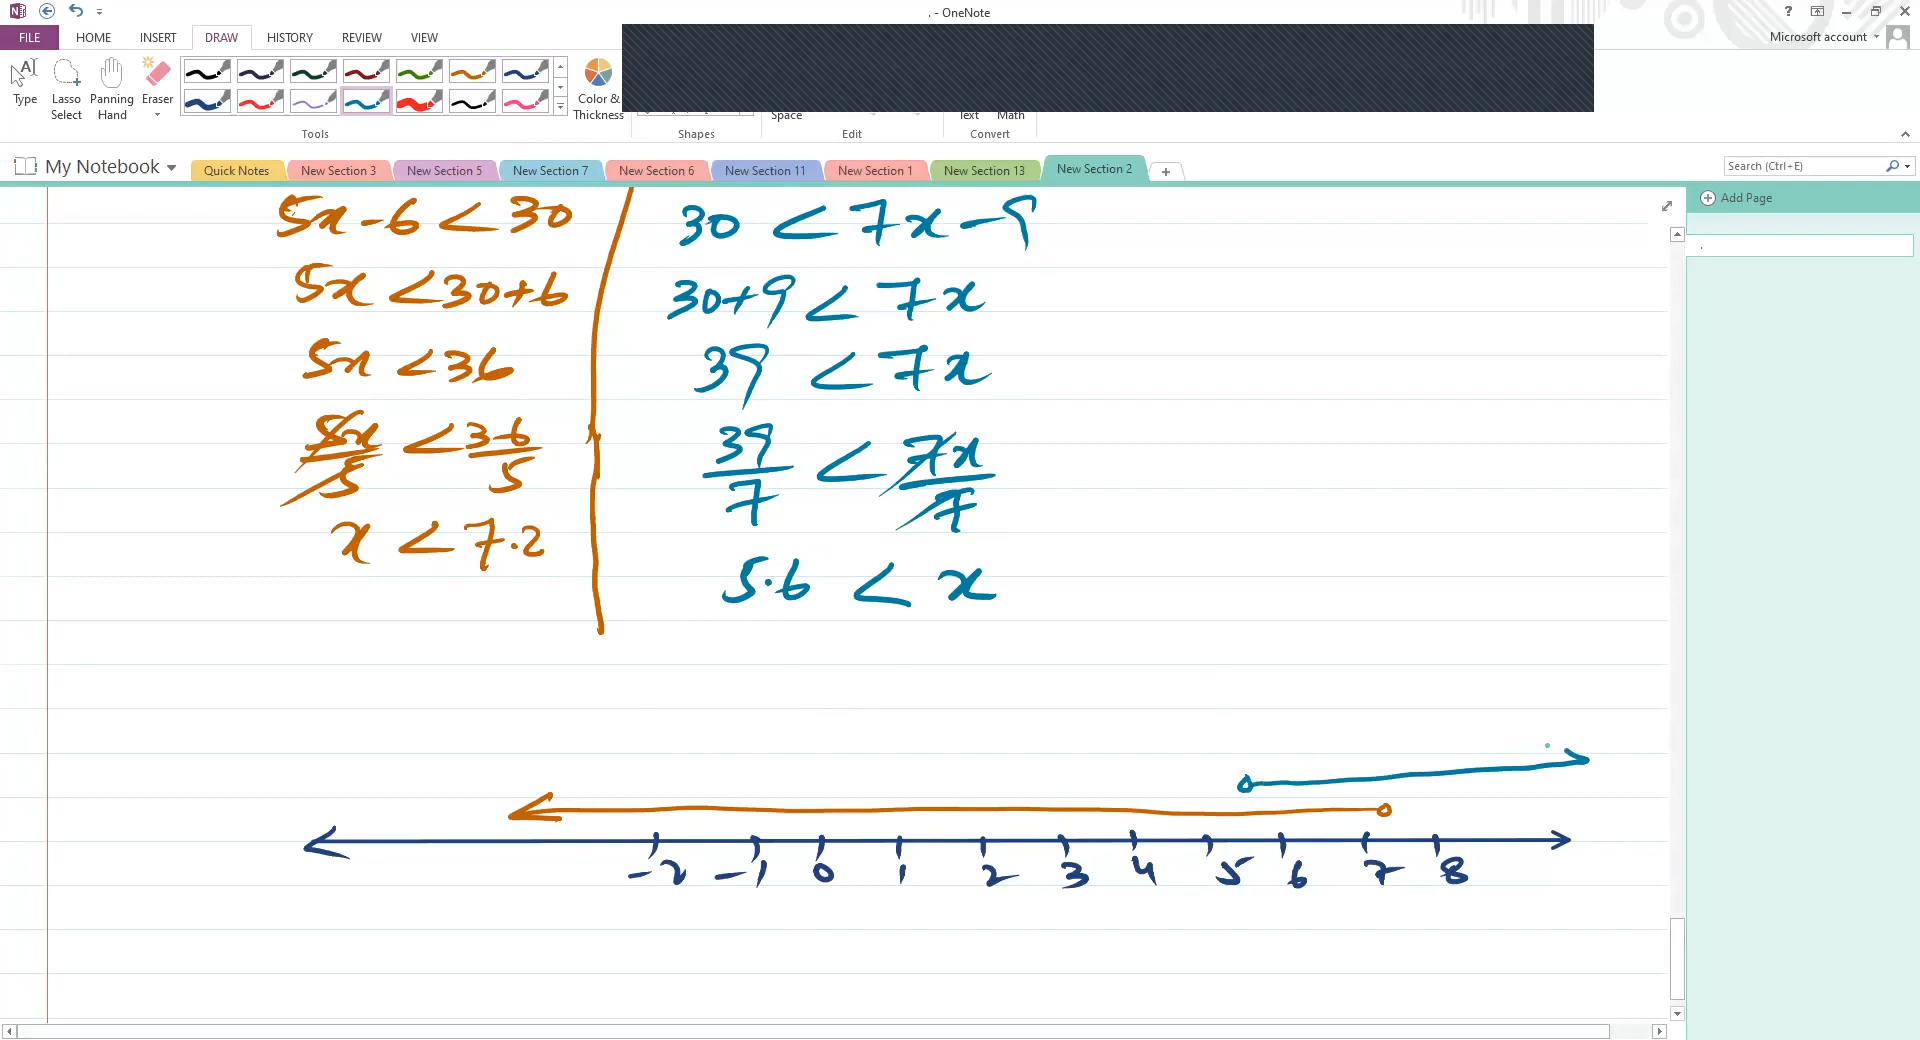 . - OneNote
?
FILE HOME INSERT DRAW HISTORY REVIEW VIEW
Microsoft account
Type Lasso Select Panning Hand Eraser
Color & Thickness
Space
Text Math
Tools Shapes Edit Convert
My Notebook Quick Notes New Section 3 New Section 5 New Section 7 New Section 6 New Section 11 New Section 1 New Section 13 New Section 2 +
Search (Ctrl+E)
Add Page
.
5x - 6 < 30
5x < 30+6
5x < 36
5x/5 < 36/5
x < 7.2
30 < 7x - 9
30+9 < 7x
39 < 7x
39/7 < 7x/7
5.6 < x
-2 -1 0 1 2 3 4 5 6 7 8